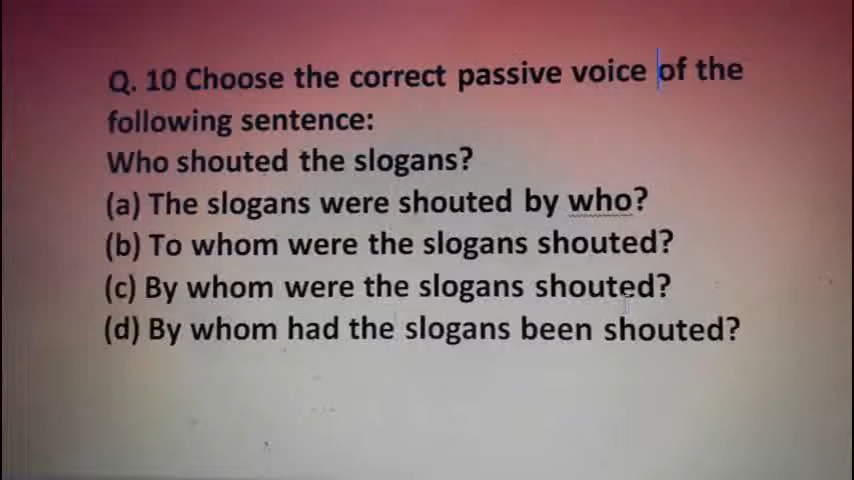 Q. 10 Choose the correct passive voice of the
following sentence:
Who shouted the slogans?
(a) The slogans were shouted by who?
(b) To whom were the slogans shouted?
(c) By whom were the slogans shouted?
(d) By whom had the slogans been shouted?